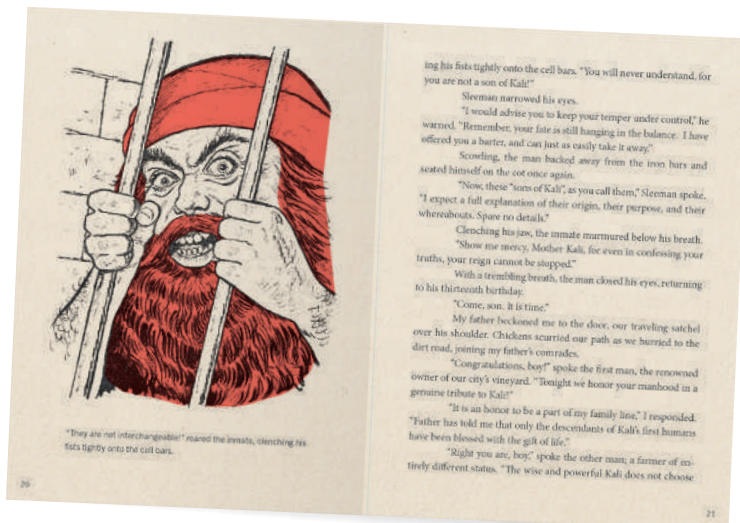 "They are not interchangeable!" roared the inmate, clenching his
fists tightly onto the cell bars.
20
ing his fists tightly onto the cell bars. "You will never understand, for
you are not a son of Kali!"
Sleeman narrowed his eyes.
"I would advise you to keep your temper under control," he
warned. "Remember, your fate is still hanging in the balance. I have
offered you a barter, and can just as easily take it away."
Scowling, the man backed away from the iron bars and
seated himself on the cot once again.
"Now, these "sons of Kali", as you call them," Sleeman spoke.
"I expect a full explanation of their origin, their purpose, and their
whereabouts. Spare no details."
Clenching his jaw, the inmate murmured below his breath.
"Show me mercy, Mother Kali, for even in confessing your
truths, your reign cannot be stopped."
With a trembling breath, the man closed his eyes, returning
to his thirteenth birthday.
"Come, son. It is time."
My father beckoned me to the door, our traveling satchel
over his shoulder. Chickens scurried our path as we hurried to the
dirt road, joining my father's comrades.
"Congratulations, boy!" spoke the first man, the renowned
owner of our city's vineyard. "Tonight we honor your manhood in a
genuine tribute to Kali!"
"It is an honor to be a part of my family line," I responded.
"Father has told me that only the descendants of Kali's first humans
have been blessed with the gift of life."
"Right you are, boy," spoke the other man; a farmer of en-
tirely different status. "The wise and powerful Kali does not choose
21